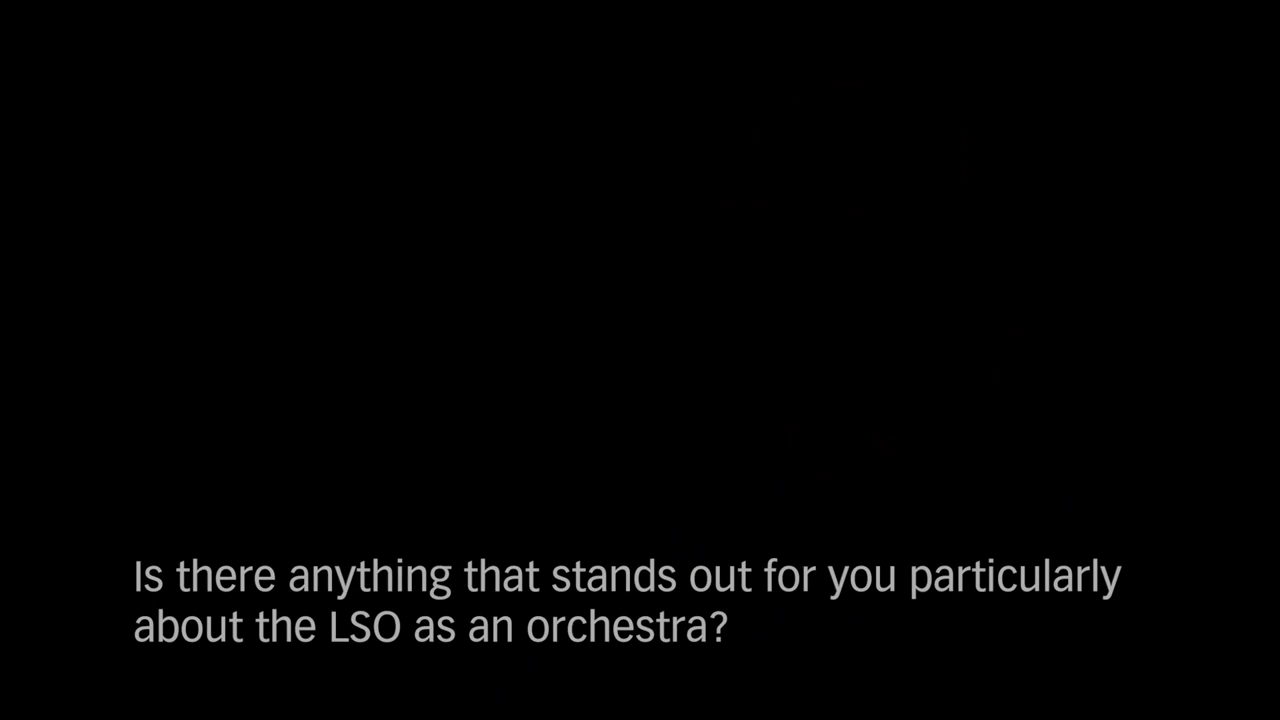 Is there anything that stands out for you particularly
about the LSO as an orchestra?